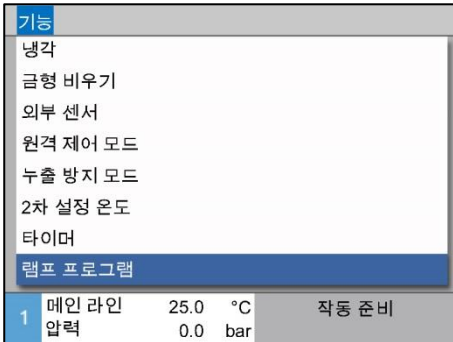 기능
냉각
금형 비우기
외부 센서
원격 제어 모드
누출 방지 모드
2차 설정 온도
타이머
램프 프로그램
1 메인 라인 25.0 °C 작동 준비
압력 0.0 bar